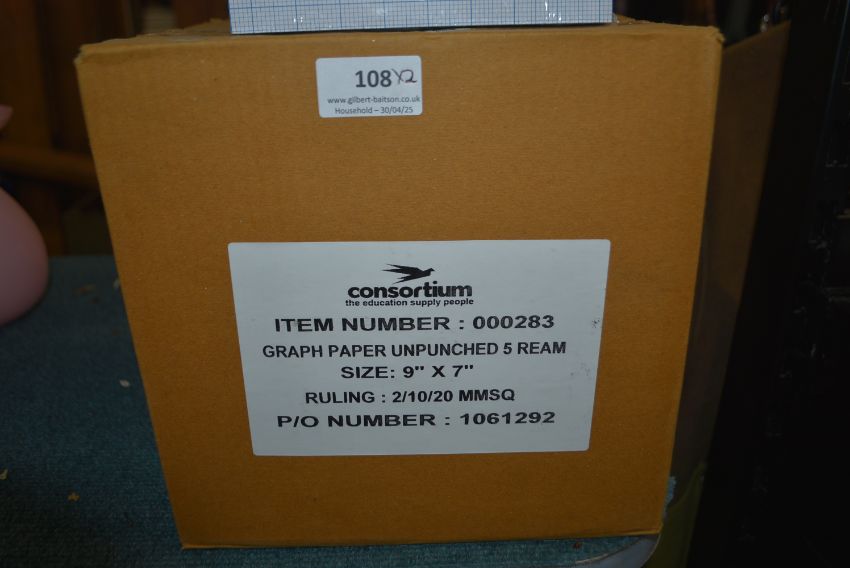 108 x2
www.gilbert-baitson.co.uk
Household – 30/04/25
consortium
the education supply people
ITEM NUMBER : 000283
GRAPH PAPER UNPUNCHED 5 REAM
SIZE: 9" X 7"
RULING : 2/10/20 MMSQ
P/O NUMBER : 1061292